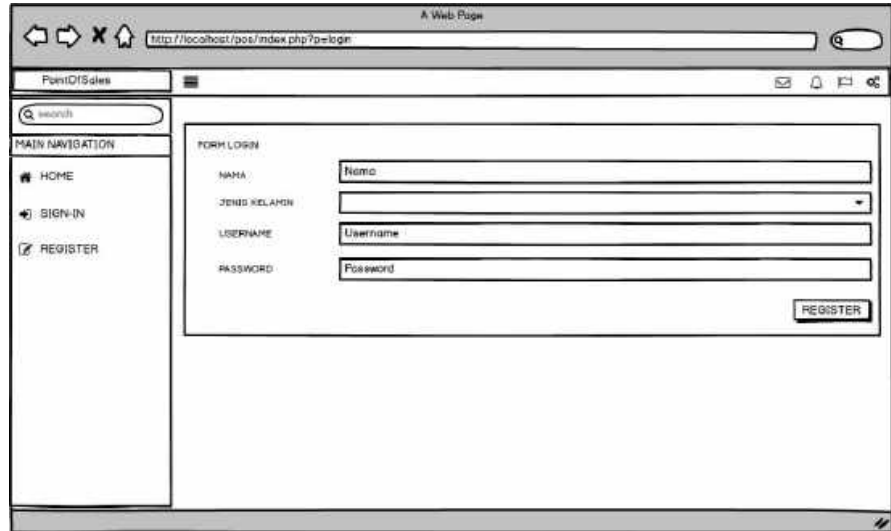 A Web Page
http://localhost/pos/index.php?p=login
PointOfSales
search
MAIN NAVIGATION
HOME
SIGN-IN
REGISTER
FORM LOGIN
NAMA
Nama
JENIS KELAMIN
USERNAME
Username
PASSWORD
Password
REGISTER